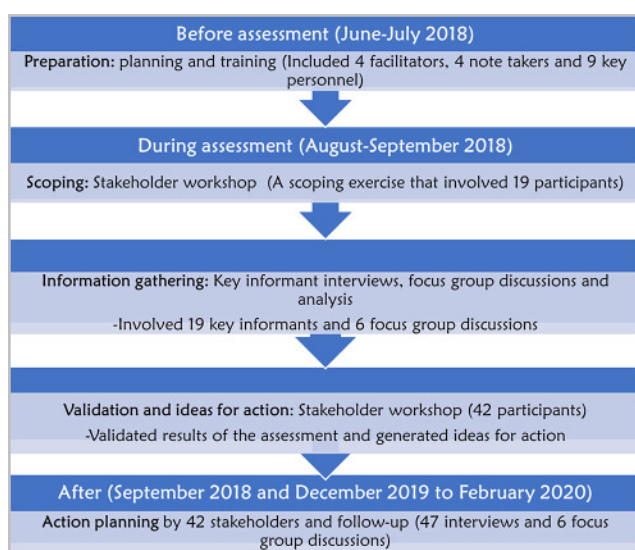 Before assessment (June-July 2018)
Preparation: planning and training (Included 4 facilitators, 4 note takers and 9 key
personnel)
During assessment (August-September 2018)
Scoping: Stakeholder workshop (A scoping exercise that involved 19 participants)
Information gathering: Key informant interviews, focus group discussions and
analysis
-Involved 19 key informants and 6 focus group discussions
Validation and ideas for action: Stakeholder workshop (42 participants)
-Validated results of the assessment and generated ideas for action
After (September 2018 and December 2019 to February 2020)
Action planning by 42 stakeholders and follow-up (47 interviews and 6 focus
group discussions)